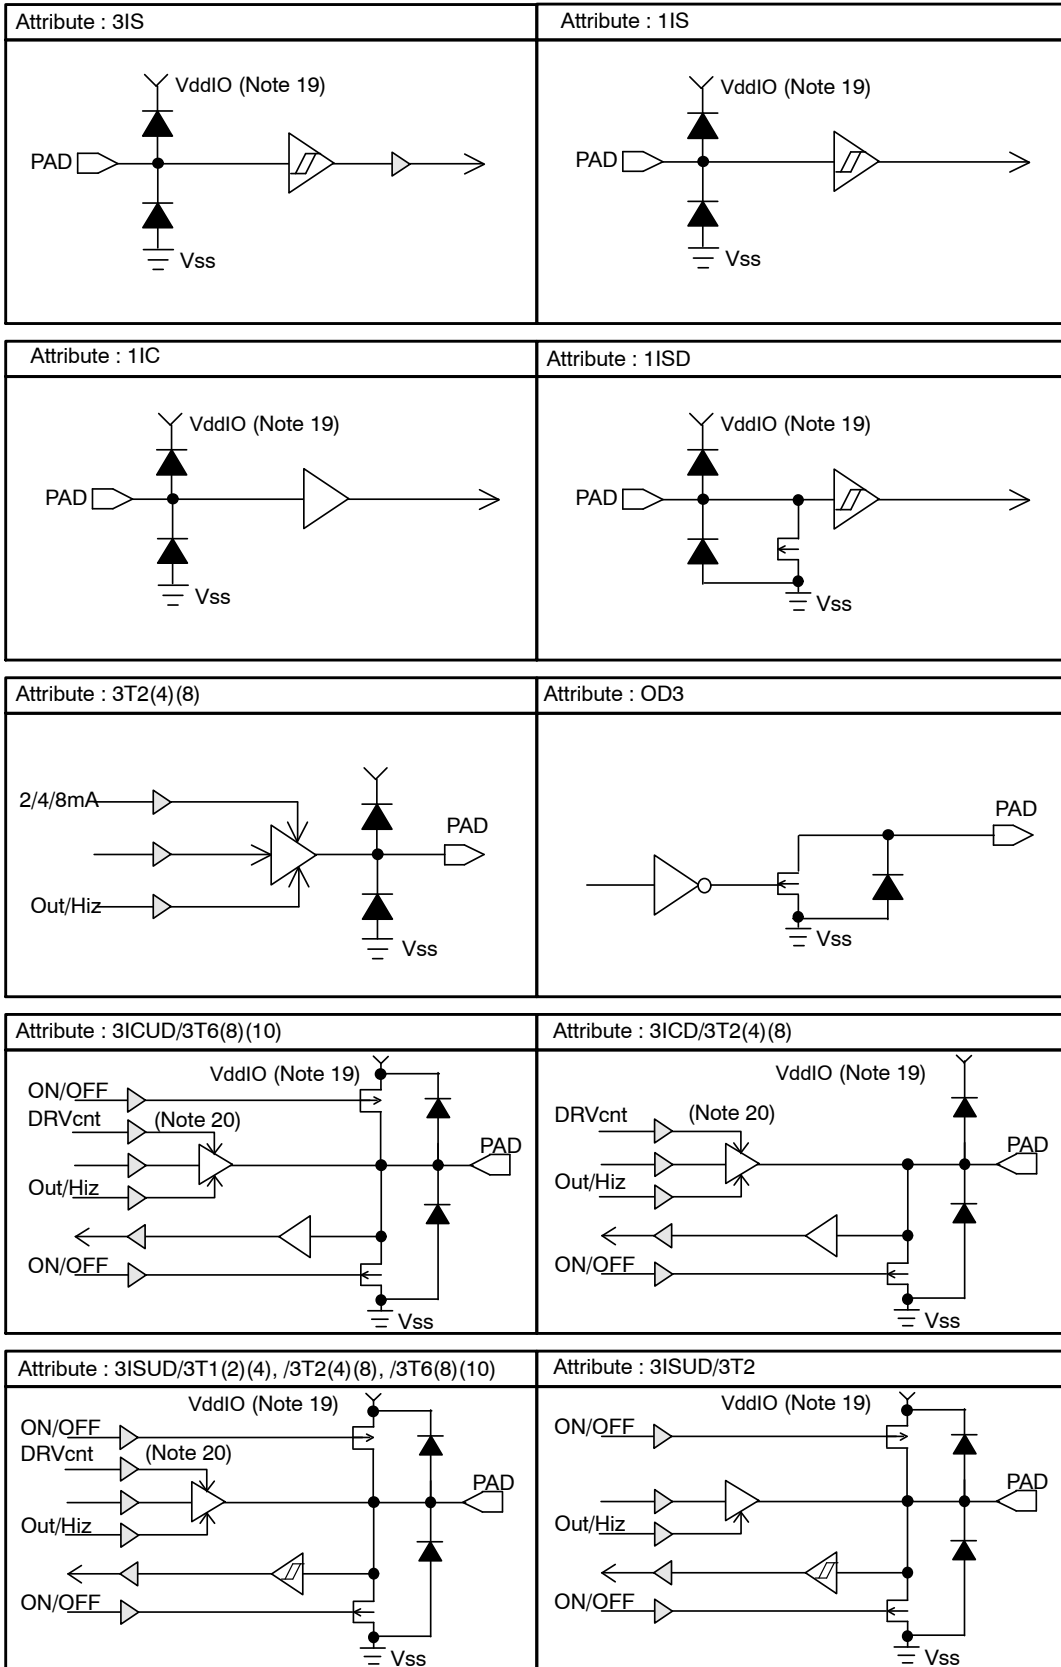 Attribute : 3IS
VddIO (Note 19)
PAD
Vss
Attribute : 1IS
VddIO (Note 19)
PAD
Vss
Attribute : 1IC
VddIO (Note 19)
PAD
Vss
Attribute : 1ISD
VddIO (Note 19)
PAD
Vss
Attribute : 3T2(4)(8)
2/4/8mA
PAD
Out/Hiz
Vss
Attribute : OD3
PAD
Vss
Attribute : 3ICUD/3T6(8)(10)
VddIO (Note 19)
ON/OFF
DRVcnt
(Note 20)
PAD
Out/Hiz
ON/OFF
Vss
Attribute : 3ICD/3T2(4)(8)
VddIO (Note 19)
DRVcnt
(Note 20)
PAD
Out/Hiz
ON/OFF
Vss
Attribute : 3ISUD/3T1(2)(4), /3T2(4)(8), /3T6(8)(10)
VddIO (Note 19)
ON/OFF
DRVcnt
(Note 20)
PAD
Out/Hiz
ON/OFF
Vss
Attribute : 3ISUD/3T2
VddIO (Note 19)
ON/OFF
PAD
Out/Hiz
ON/OFF
Vss